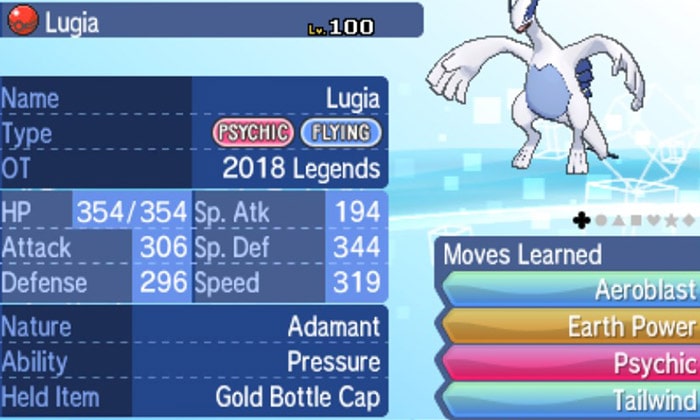 Lugia Lv.100
Name Lugia
Type PSYCHIC FLYING
OT 2018 Legends
HP 354/354 Sp. Atk 194
Attack 306 Sp. Def 344
Defense 296 Speed 319
Nature Adamant
Ability Pressure
Held Item Gold Bottle Cap
Moves Learned
Aeroblast
Earth Power
Psychic
Tailwind